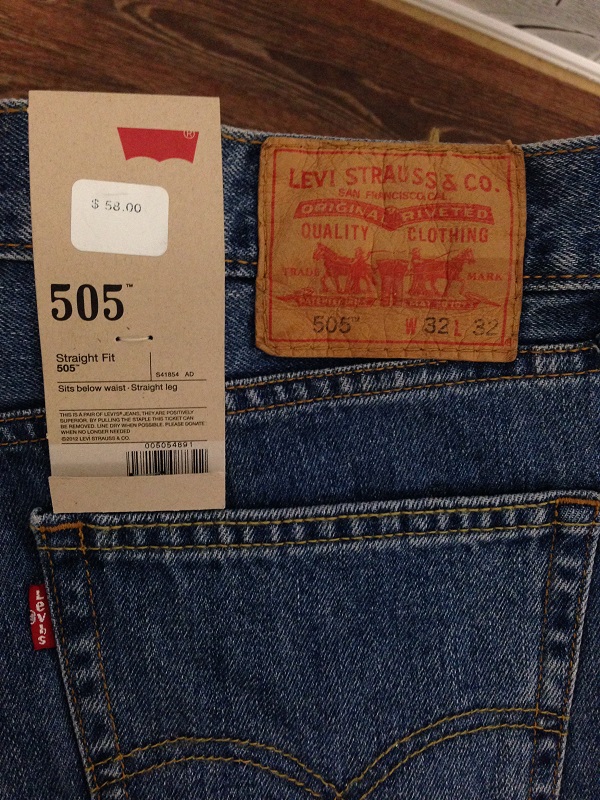 ®
$ 58.00
505™
Straight Fit
505™
S41854 AD
Sits below waist · Straight leg
THIS IS A PAIR OF LEVI'S® JEANS, THEY ARE POSITIVELY
SUPERIOR. BY PULLING THE STAPLE THIS TICKET CAN
BE REMOVED. LINE DRY WHEN POSSIBLE. PLEASE DONATE
WHEN NO LONGER NEEDED
©2012 LEVI STRAUSS & CO.
005054891
LEVI STRAUSS & CO.
SAN FRANCISCO, CAL.
ORIGINAL RIVETED
QUALITY CLOTHING
TRADE MARK
505™ W 32 L 32
Levi's